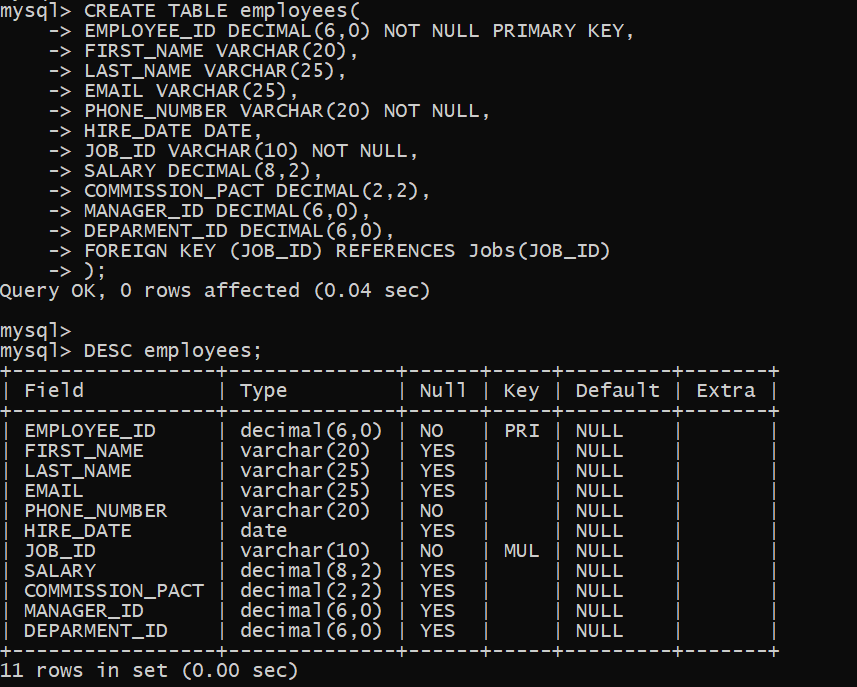 mysql> CREATE TABLE employees(
    -> EMPLOYEE_ID DECIMAL(6,0) NOT NULL PRIMARY KEY,
    -> FIRST_NAME VARCHAR(20),
    -> LAST_NAME VARCHAR(25),
    -> EMAIL VARCHAR(25),
    -> PHONE_NUMBER VARCHAR(20) NOT NULL,
    -> HIRE_DATE DATE,
    -> JOB_ID VARCHAR(10) NOT NULL,
    -> SALARY DECIMAL(8,2),
    -> COMMISSION_PACT DECIMAL(2,2),
    -> MANAGER_ID DECIMAL(6,0),
    -> DEPARMENT_ID DECIMAL(6,0),
    -> FOREIGN KEY (JOB_ID) REFERENCES Jobs(JOB_ID)
    -> );
Query OK, 0 rows affected (0.04 sec)

mysql>
mysql> DESC employees;
+-----------------+--------------+------+-----+---------+-------+
| Field           | Type         | Null | Key | Default | Extra |
+-----------------+--------------+------+-----+---------+-------+
| EMPLOYEE_ID     | decimal(6,0) | NO   | PRI | NULL    |       |
| FIRST_NAME      | varchar(20)  | YES  |     | NULL    |       |
| LAST_NAME       | varchar(25)  | YES  |     | NULL    |       |
| EMAIL           | varchar(25)  | YES  |     | NULL    |       |
| PHONE_NUMBER    | varchar(20)  | NO   |     | NULL    |       |
| HIRE_DATE       | date         | YES  |     | NULL    |       |
| JOB_ID          | varchar(10)  | NO   | MUL | NULL    |       |
| SALARY          | decimal(8,2) | YES  |     | NULL    |       |
| COMMISSION_PACT | decimal(2,2) | YES  |     | NULL    |       |
| MANAGER_ID      | decimal(6,0) | YES  |     | NULL    |       |
| DEPARMENT_ID    | decimal(6,0) | YES  |     | NULL    |       |
+-----------------+--------------+------+-----+---------+-------+
11 rows in set (0.00 sec)